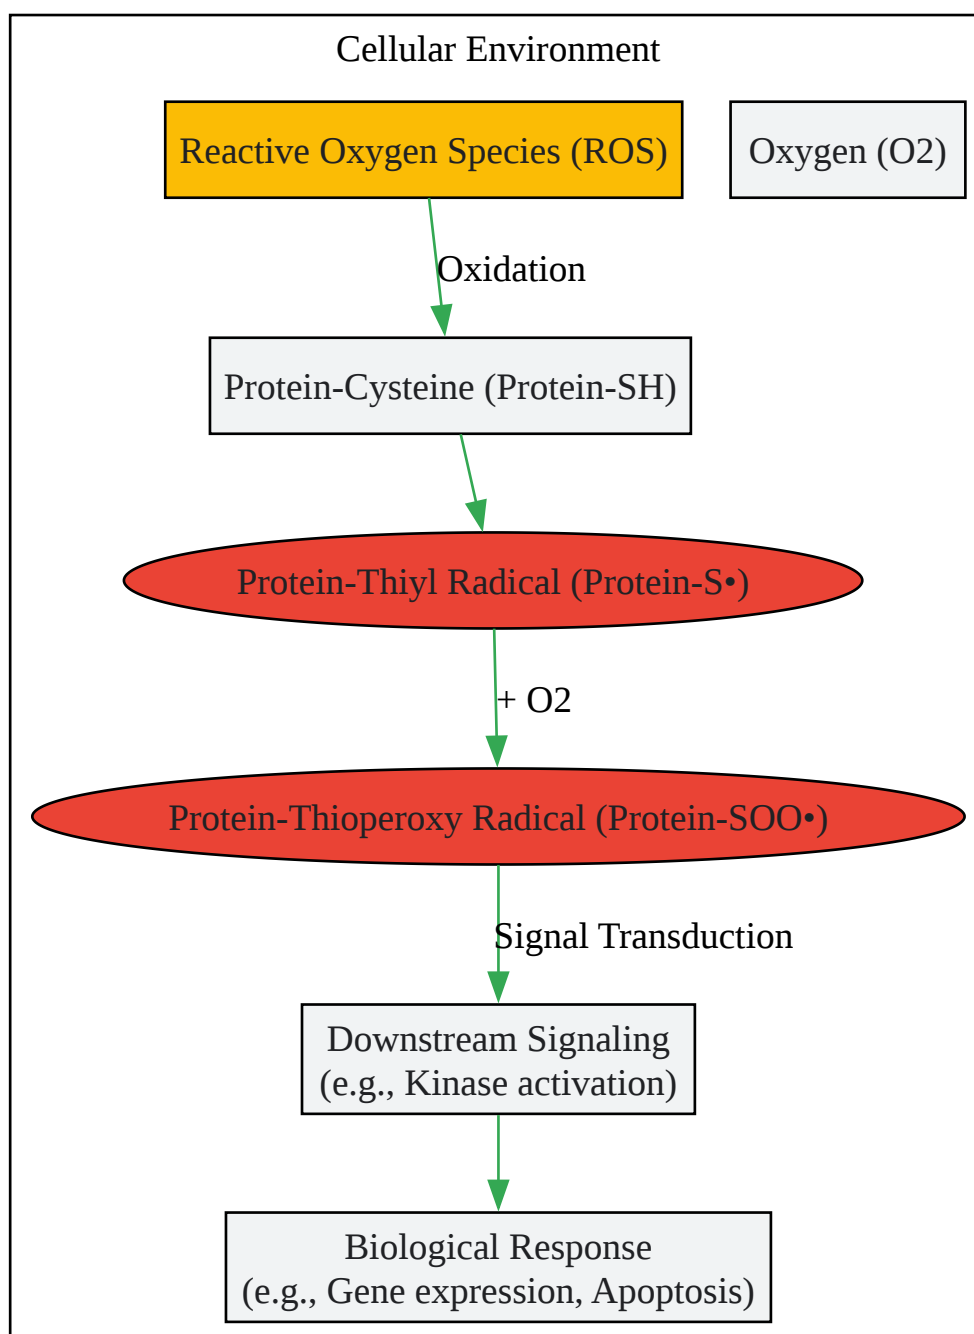 Cellular Environment
Reactive Oxygen Species (ROS)
Oxygen (O2)
Oxidation
Protein-Cysteine (Protein-SH)
Protein-Thiyl Radical (Protein-S•)
+ O2
Protein-Thioperoxy Radical (Protein-SOO•)
Signal Transduction
Downstream Signaling
(e.g., Kinase activation)
Biological Response
(e.g., Gene expression, Apoptosis)